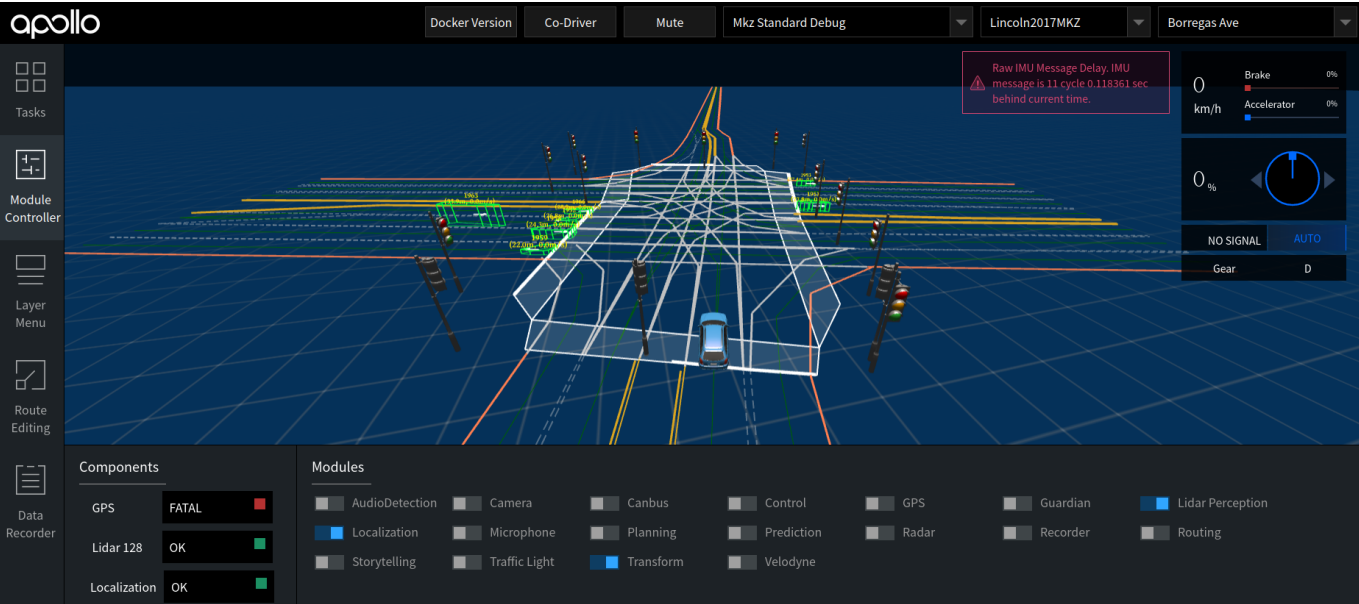 apollo
Docker Version
Co-Driver
Mute
Mkz Standard Debug
Lincoln2017MKZ
Borregas Ave
Tasks
Module
Controller
Layer
Menu
Route
Editing
Data
Recorder
Raw IMU Message Delay. IMU
message is 11 cycle 0.118361 sec
behind current time.
0
km/h
Brake 0%
Accelerator 0%
0 %
NO SIGNAL
AUTO
Gear D
Components
GPS FATAL
Lidar 128 OK
Localization OK
Modules
AudioDetection Camera Canbus Control GPS Guardian Lidar Perception
Localization Microphone Planning Prediction Radar Recorder Routing
Storytelling Traffic Light Transform Velodyne